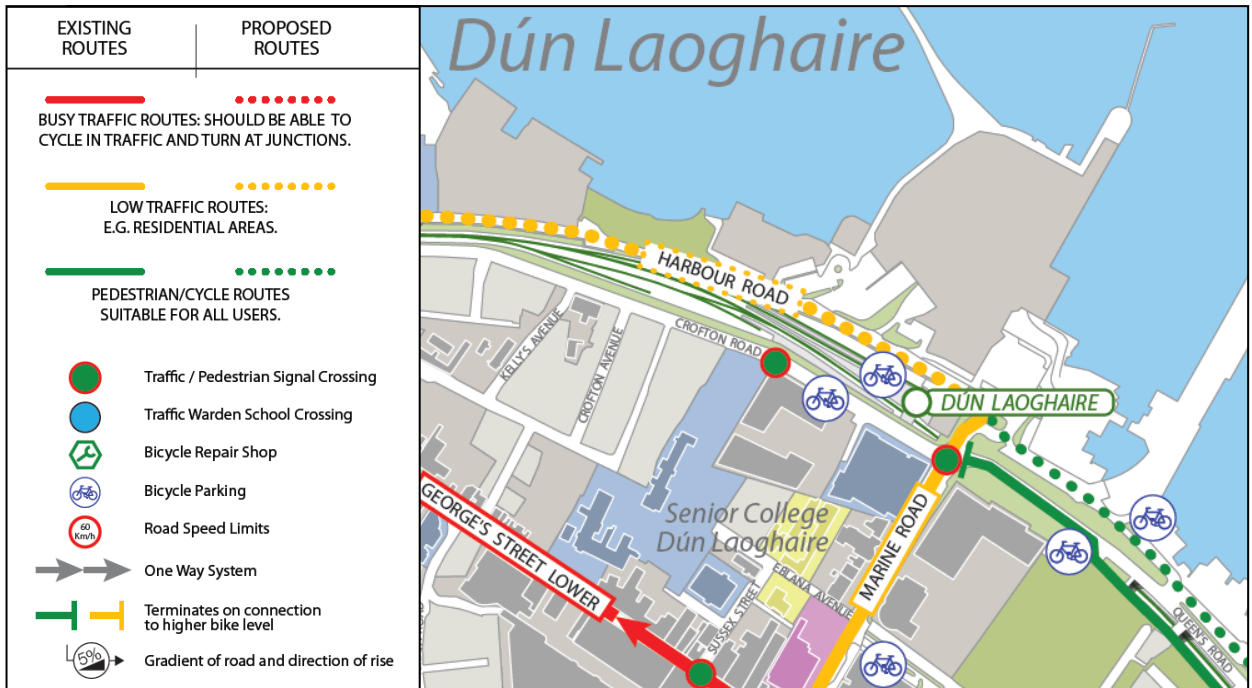 EXISTING
ROUTES
PROPOSED
ROUTES
BUSY TRAFFIC ROUTES: SHOULD BE ABLE TO
CYCLE IN TRAFFIC AND TURN AT JUNCTIONS.
LOW TRAFFIC ROUTES:
E.G. RESIDENTIAL AREAS.
PEDESTRIAN/CYCLE ROUTES
SUITABLE FOR ALL USERS.
Traffic / Pedestrian Signal Crossing
Traffic Warden School Crossing
Bicycle Repair Shop
Bicycle Parking
60
Km/h
Road Speed Limits
One Way System
Terminates on connection
to higher bike level
5%
Gradient of road and direction of rise
Dún Laoghaire
HARBOUR ROAD
CROFTON ROAD
KELLY'S AVENUE
CROFTON AVENUE
DÚN LAOGHAIRE
GEORGE'S STREET LOWER
Senior College
Dún Laoghaire
MARINE ROAD
EBLANA AVENUE
SUSSEX STREET
QUEEN'S ROAD